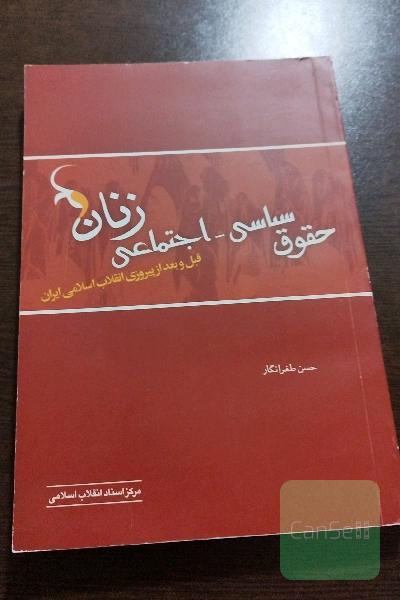 حقوق سیاسی - اجتماعی زنان
قبل و بعد از پیروزی انقلاب اسلامی ایران
حسن طغرانگار
مرکز اسناد انقلاب اسلامی
CanSell